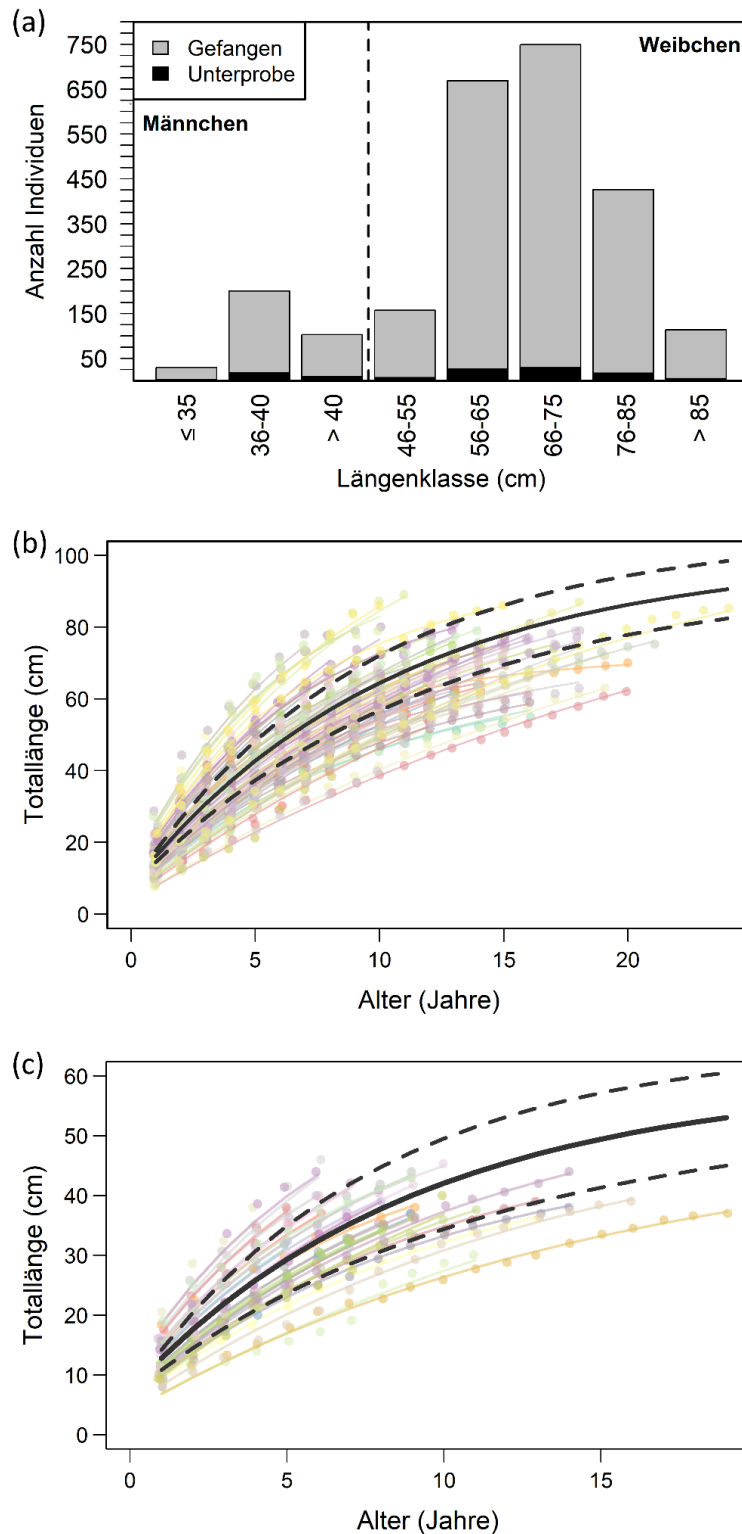 (a)
Gefangen
Unterprobe
Männchen
Weibchen
Anzahl Individuen
750
650
550
450
350
250
150
50
≤ 35
36-40
> 40
46-55
56-65
66-75
76-85
> 85
Längenklasse (cm)
(b)
Totallänge (cm)
100
80
60
40
20
0
0 5 10 15 20
Alter (Jahre)
(c)
Totallänge (cm)
60
50
40
30
20
10
0
0 5 10 15
Alter (Jahre)